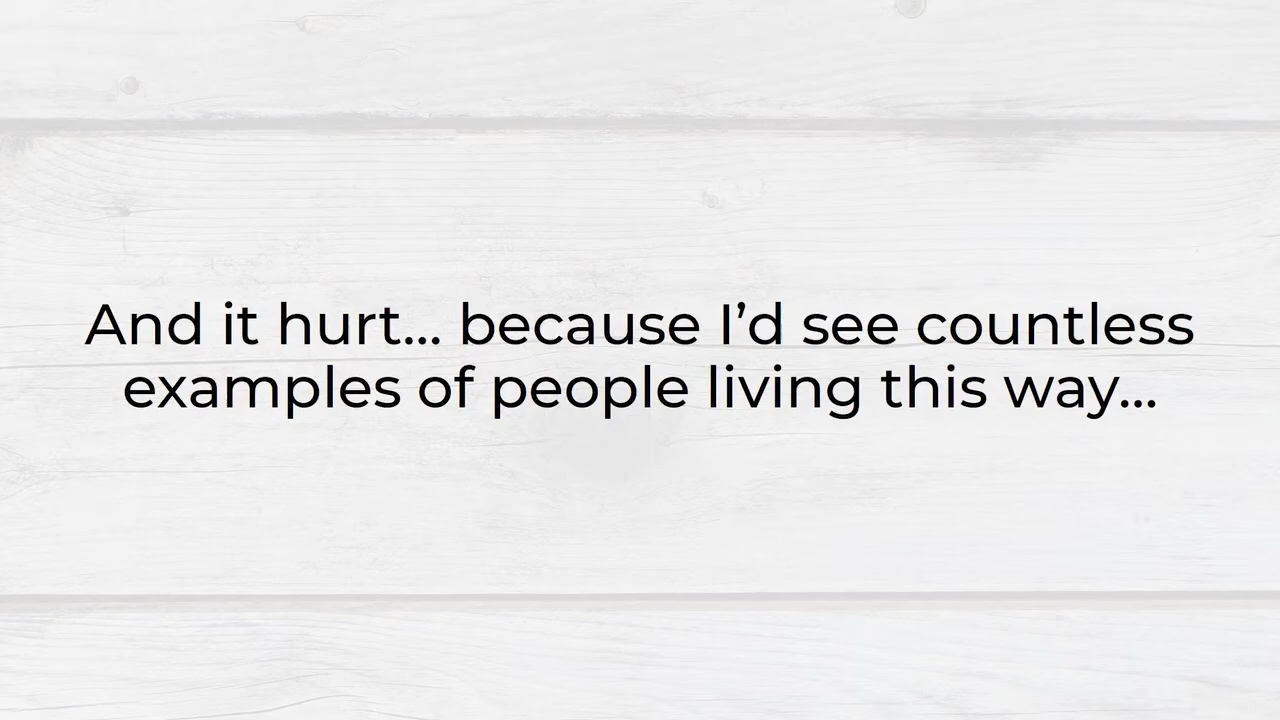 And it hurt... because I’d see countless
examples of people living this way...